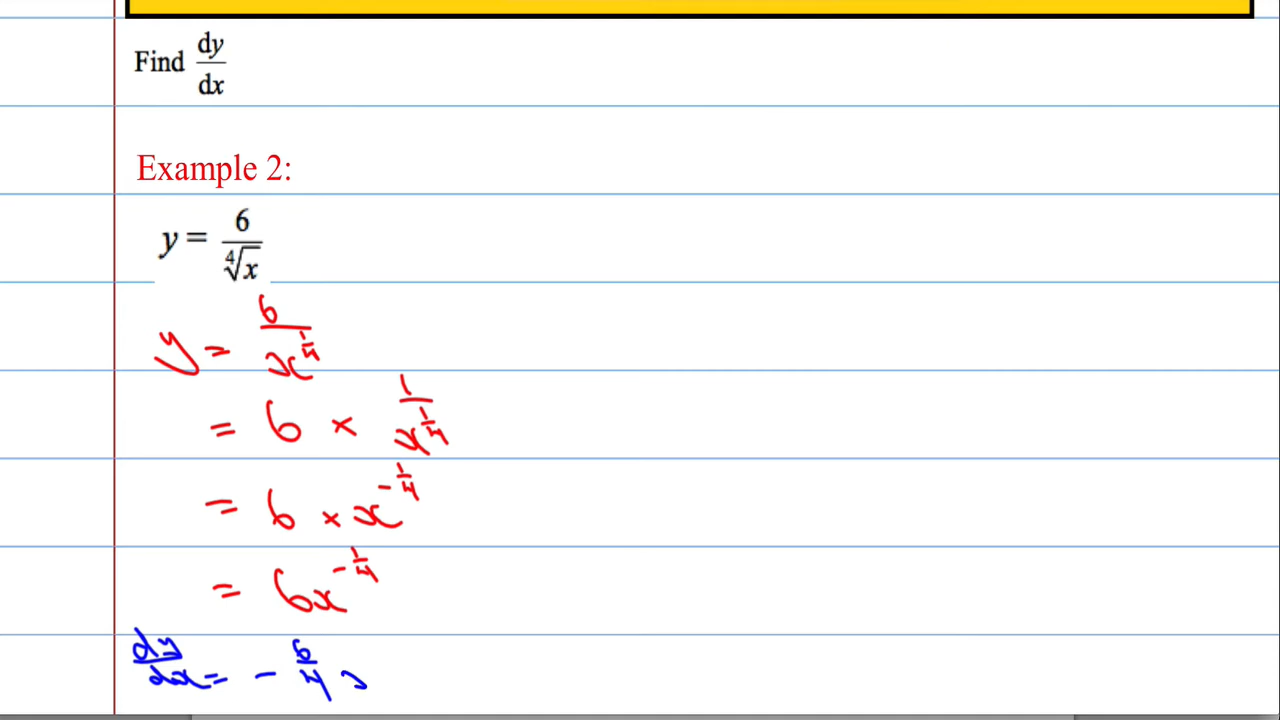 Find dy/dx
Example 2:
y = 6/∜x
y = 6/x^(1/4)
= 6 × 1/x^(1/4)
= 6 × x^(-1/4)
= 6x^(-1/4)
dy/dx = - 6/4